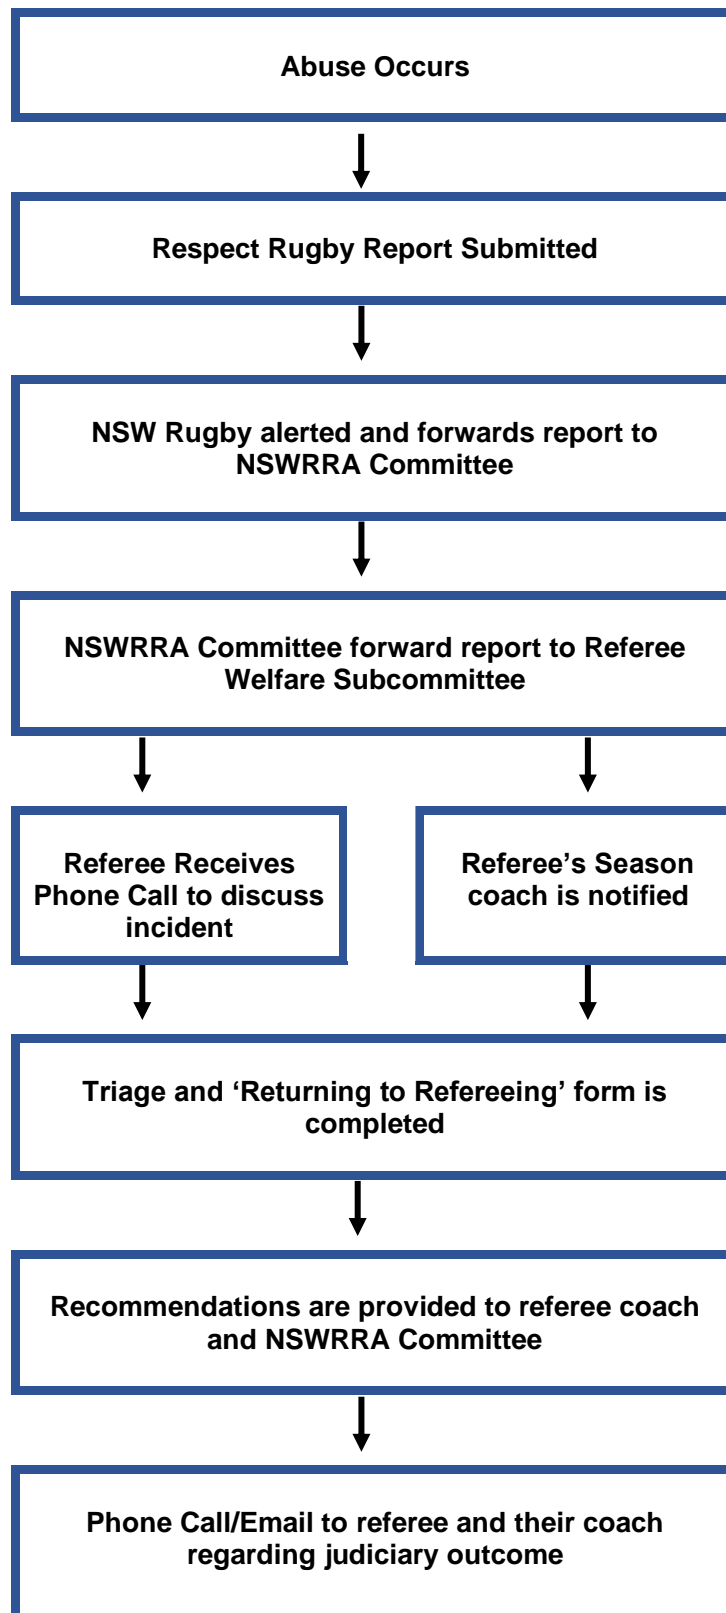 Abuse Occurs
Respect Rugby Report Submitted
NSW Rugby alerted and forwards report to
NSWRRA Committee
NSWRRA Committee forward report to Referee
Welfare Subcommittee
Referee Receives
Phone Call to discuss
incident
Referee’s Season
coach is notified
Triage and ‘Returning to Refereeing’ form is
completed
Recommendations are provided to referee coach
and NSWRRA Committee
Phone Call/Email to referee and their coach
regarding judiciary outcome